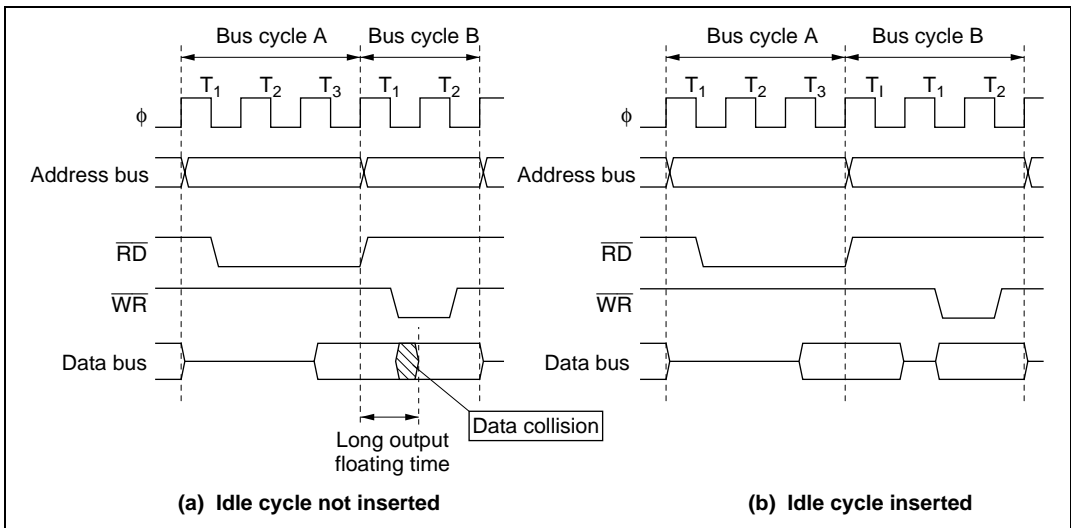 Bus cycle A Bus cycle B
T1 T2 T3 T1 T2
ϕ
Address bus
RD
WR
Data bus
Data collision
Long output
floating time
(a) Idle cycle not inserted
Bus cycle A Bus cycle B
T1 T2 T3 TI T1 T2
ϕ
Address bus
RD
WR
Data bus
(b) Idle cycle inserted